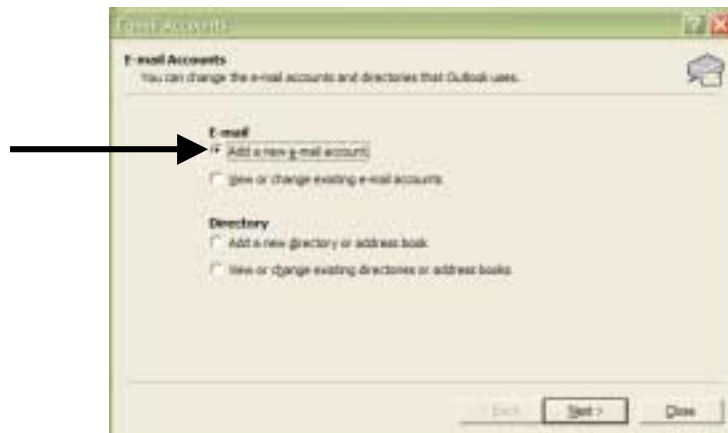 E-mail Accounts
E-mail Accounts
You can change the e-mail accounts and directories that Outlook uses.
E-mail
Add a new e-mail account
View or change existing e-mail accounts
Directory
Add a new directory or address book
View or change existing directories or address books
< Back Next > Close